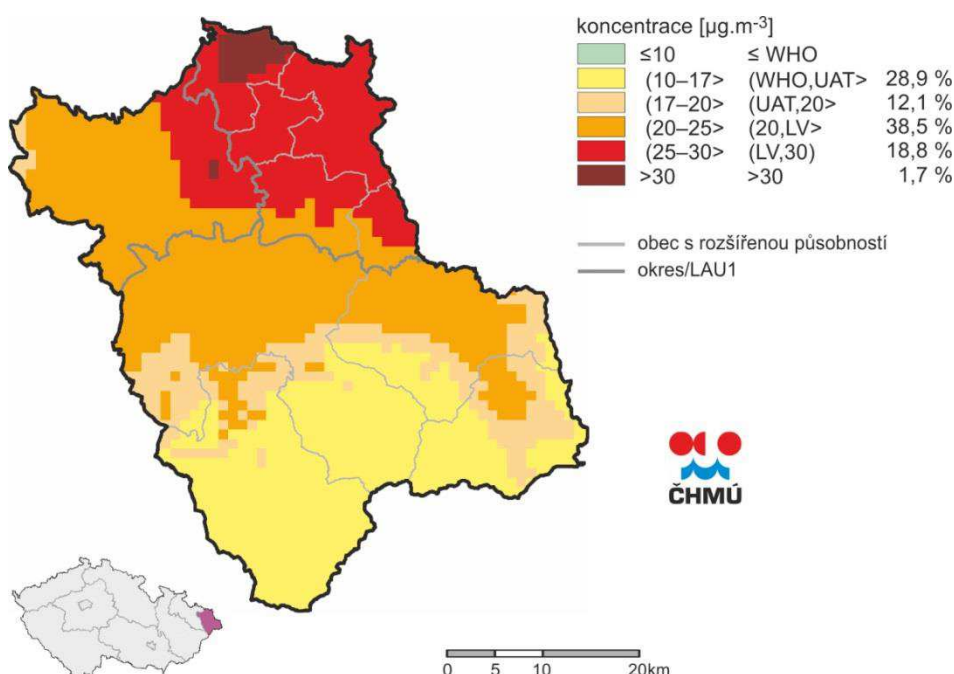 koncentrace [µg.m-³]
≤10 ≤ WHO
(10–17> (WHO,UAT> 28,9 %
(17–20> (UAT,20> 12,1 %
(20–25> (20,LV> 38,5 %
(25–30> (LV,30) 18,8 %
>30 >30 1,7 %
obec s rozšířenou působností
okres/LAU1
ČHMÚ
0 5 10 20km